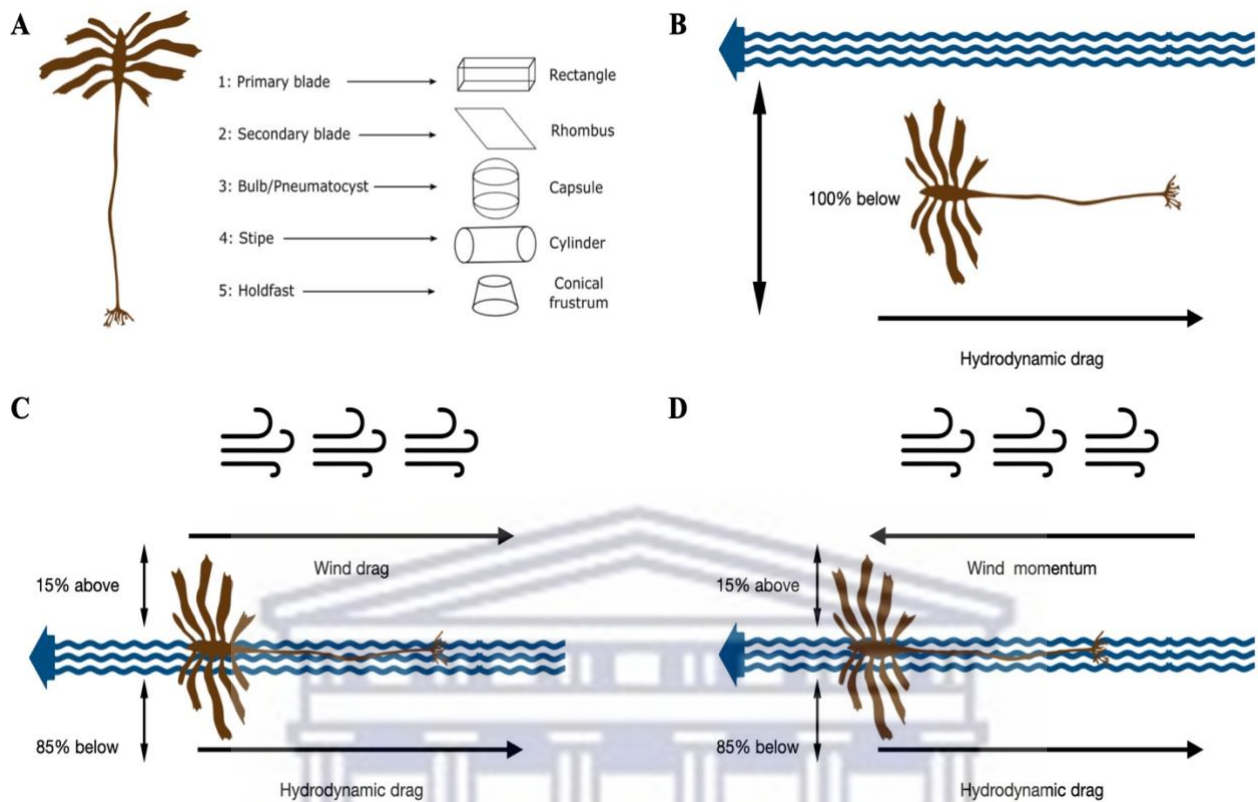 A
1: Primary blade
Rectangle
2: Secondary blade
Rhombus
3: Bulb/Pneumatocyst
Capsule
4: Stipe
Cylinder
5: Holdfast
Conical
frustrum
B
100% below
Hydrodynamic drag
C
Wind drag
15% above
85% below
Hydrodynamic drag
D
Wind momentum
15% above
85% below
Hydrodynamic drag